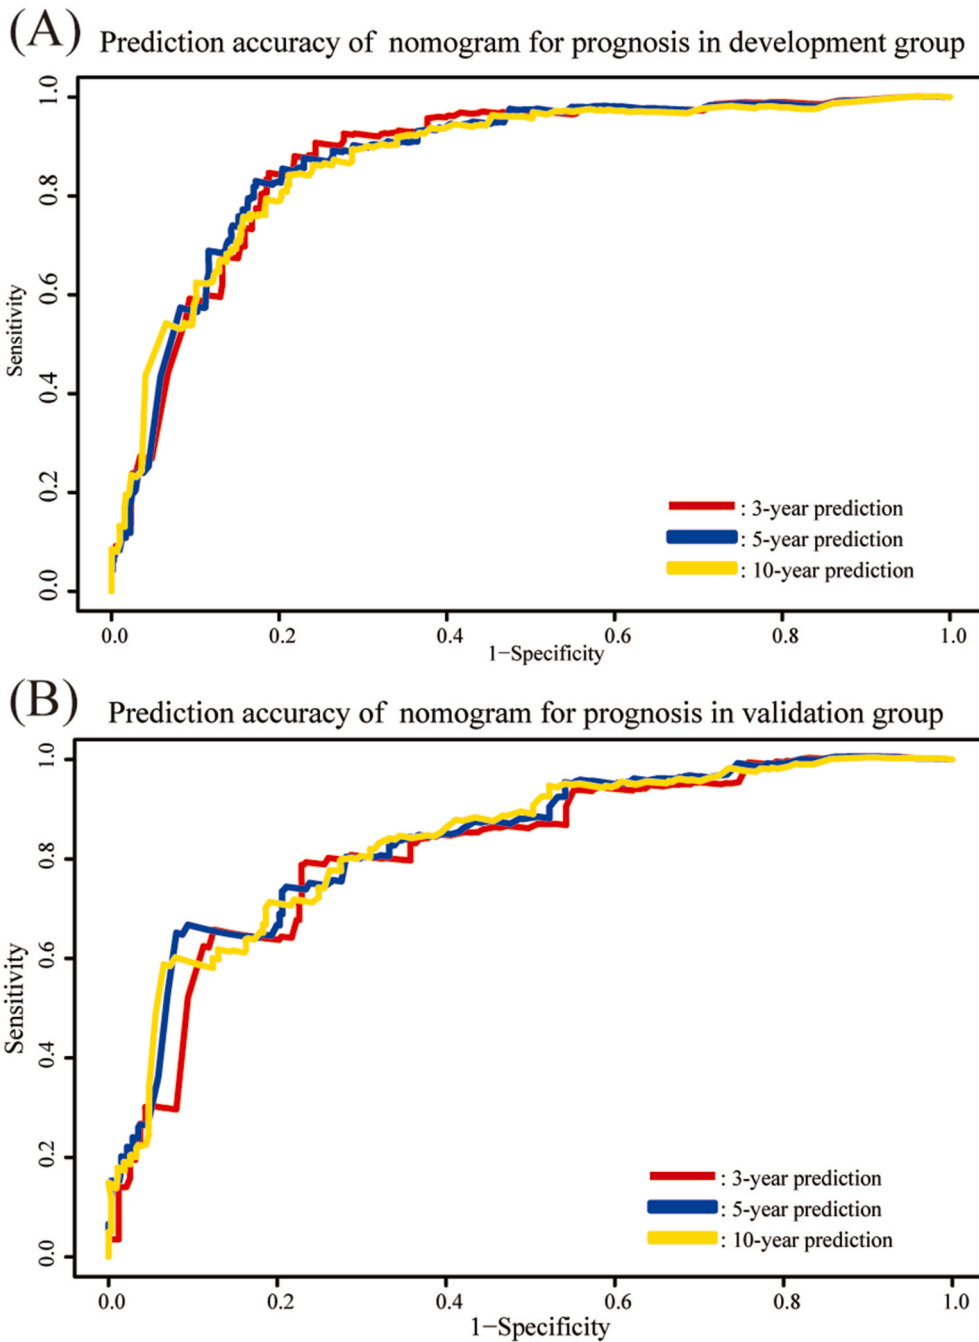 (A) Prediction accuracy of nomogram for prognosis in development group
1.0
0.8
0.6
0.4
0.2
0.0
Sensitivity
: 3-year prediction
: 5-year prediction
: 10-year prediction
0.0 0.2 0.4 0.6 0.8 1.0
1−Specificity
(B) Prediction accuracy of nomogram for prognosis in validation group
1.0
0.8
0.6
0.4
0.2
0.0
Sensitivity
: 3-year prediction
: 5-year prediction
: 10-year prediction
0.0 0.2 0.4 0.6 0.8 1.0
1−Specificity